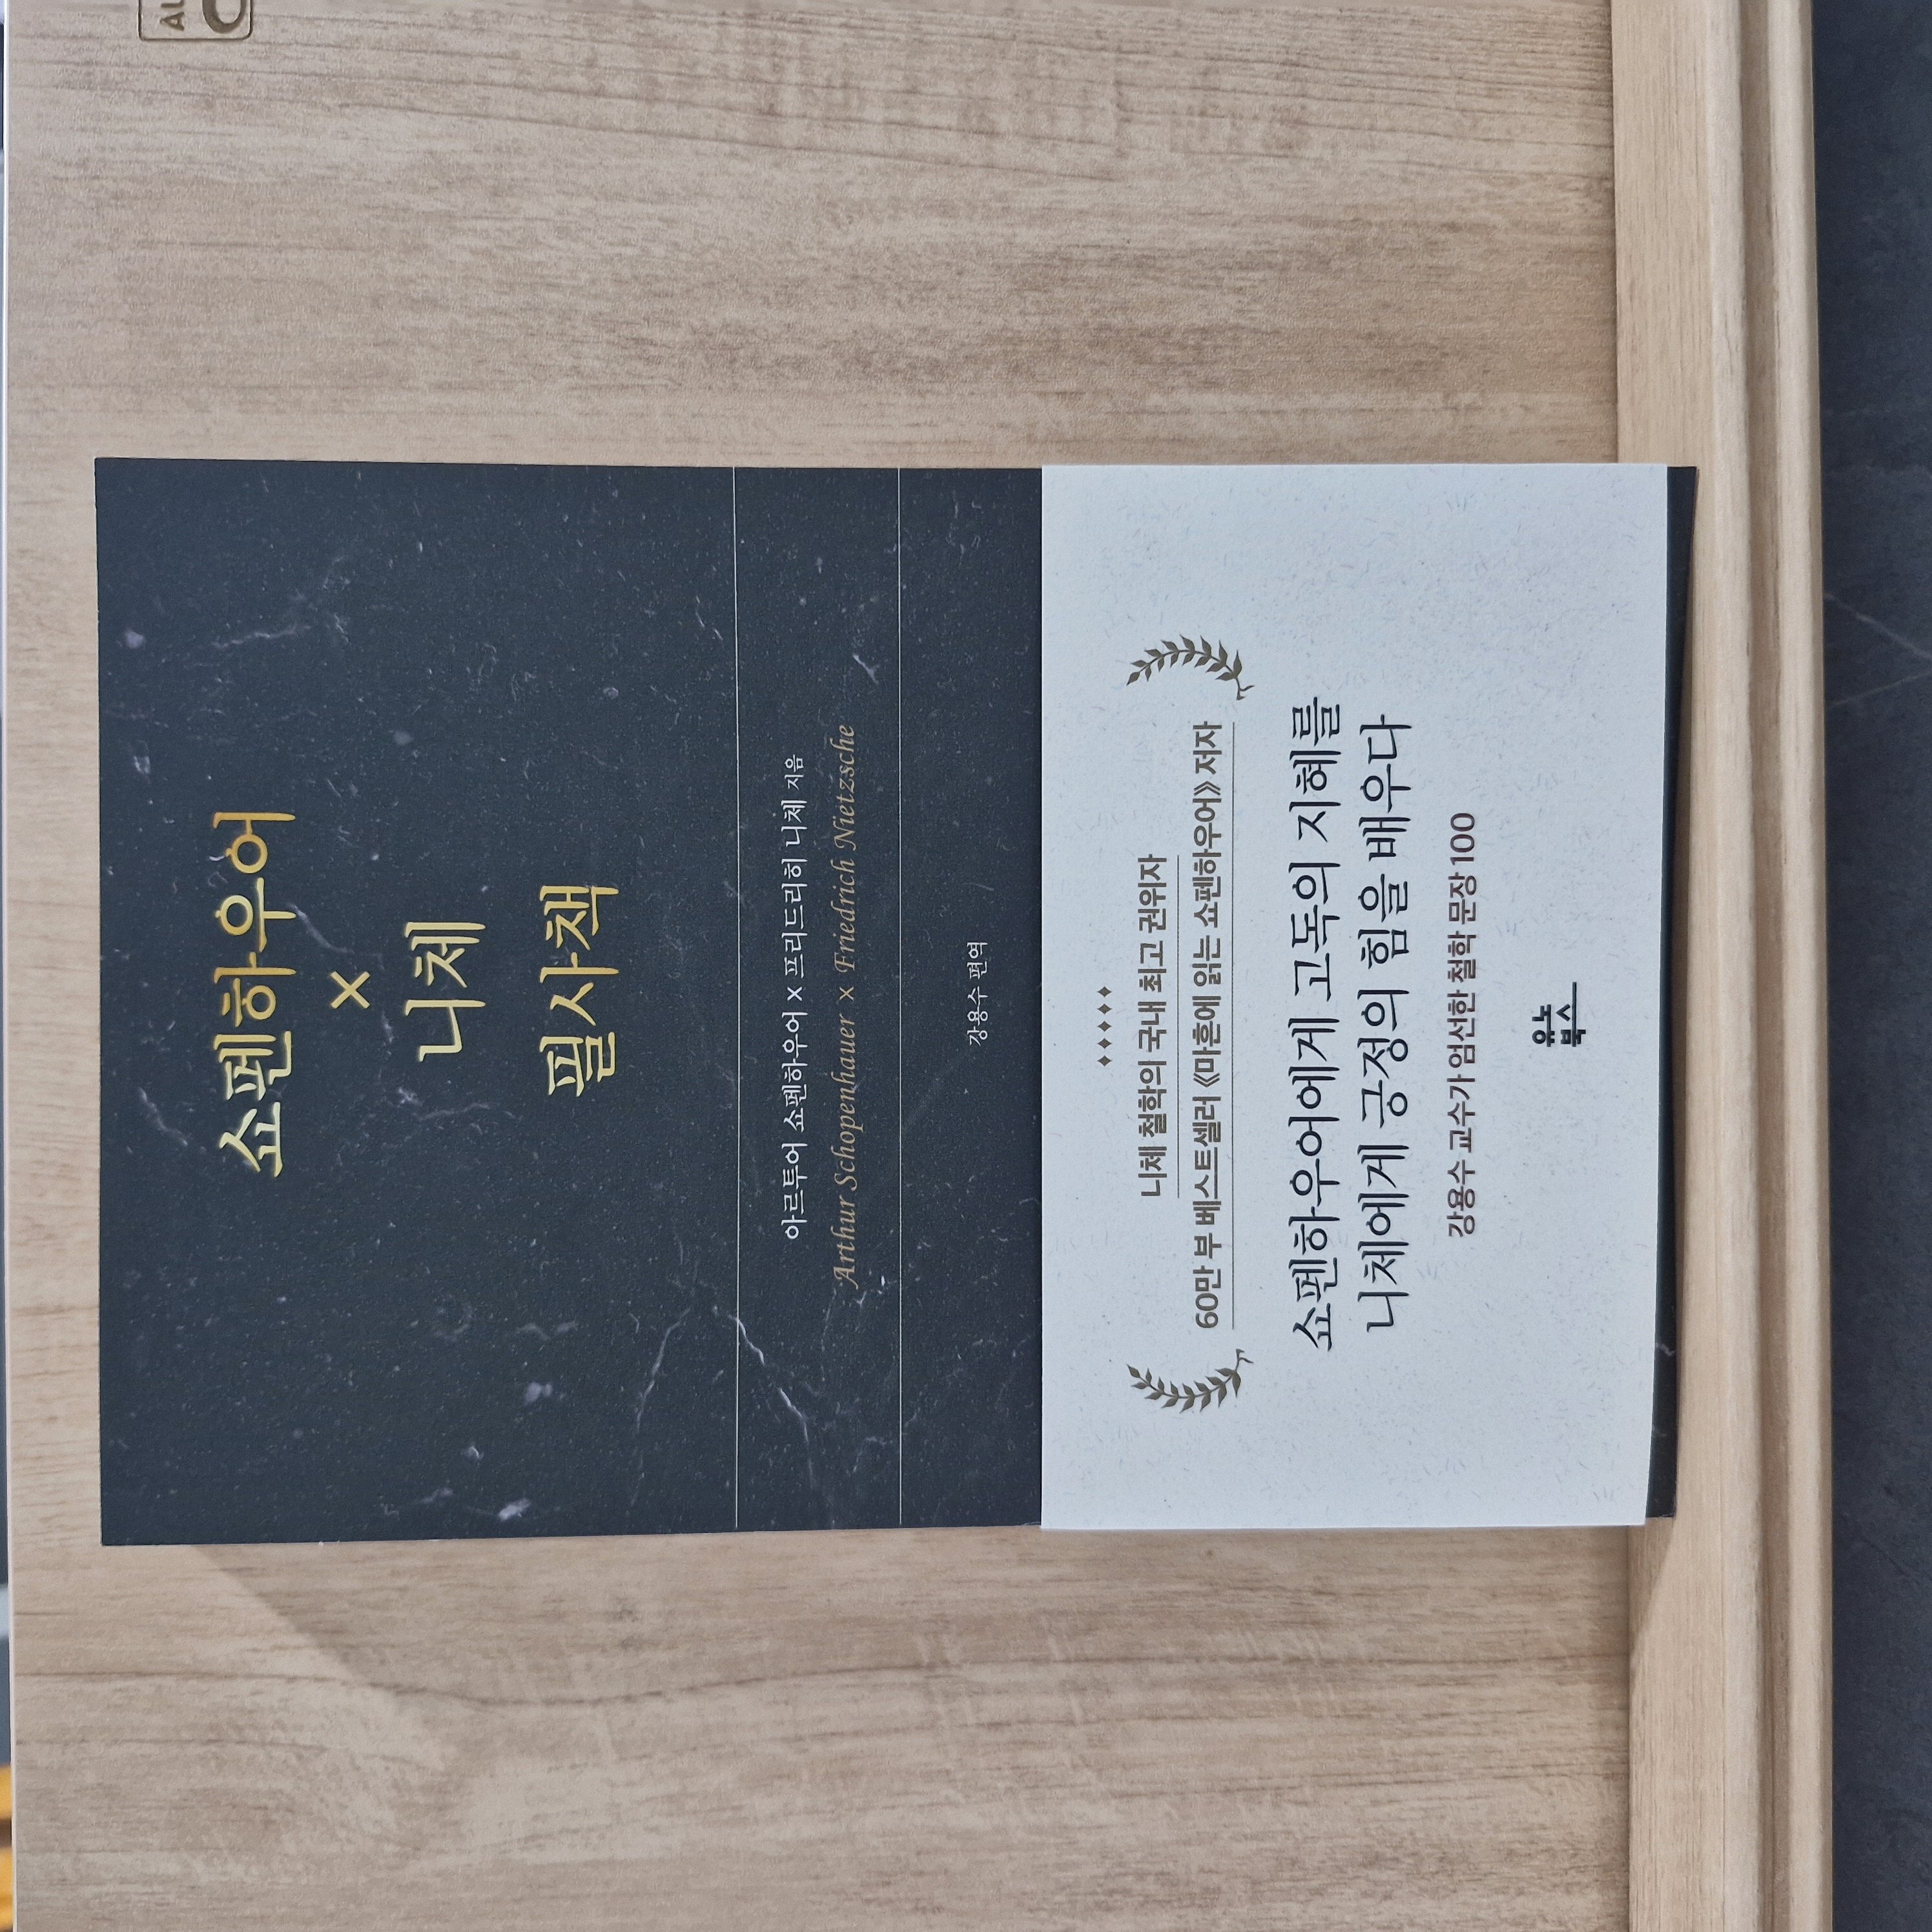 쇼펜하우어
×
니체
필사책
아르투어 쇼펜하우어 × 프리드리히 니체 지음
Arthur Schopenhauer × Friedrich Nietzsche
강용수 편역
니체 철학의 국내 최고 권위자
60만 부 베스트셀러 《마흔에 읽는 쇼펜하우어》 저자
쇼펜하우어에게 고독의 지혜를
니체에게 긍정의 힘을 배우다
강용수 교수가 엄선한 철학 문장 100
유노
북스